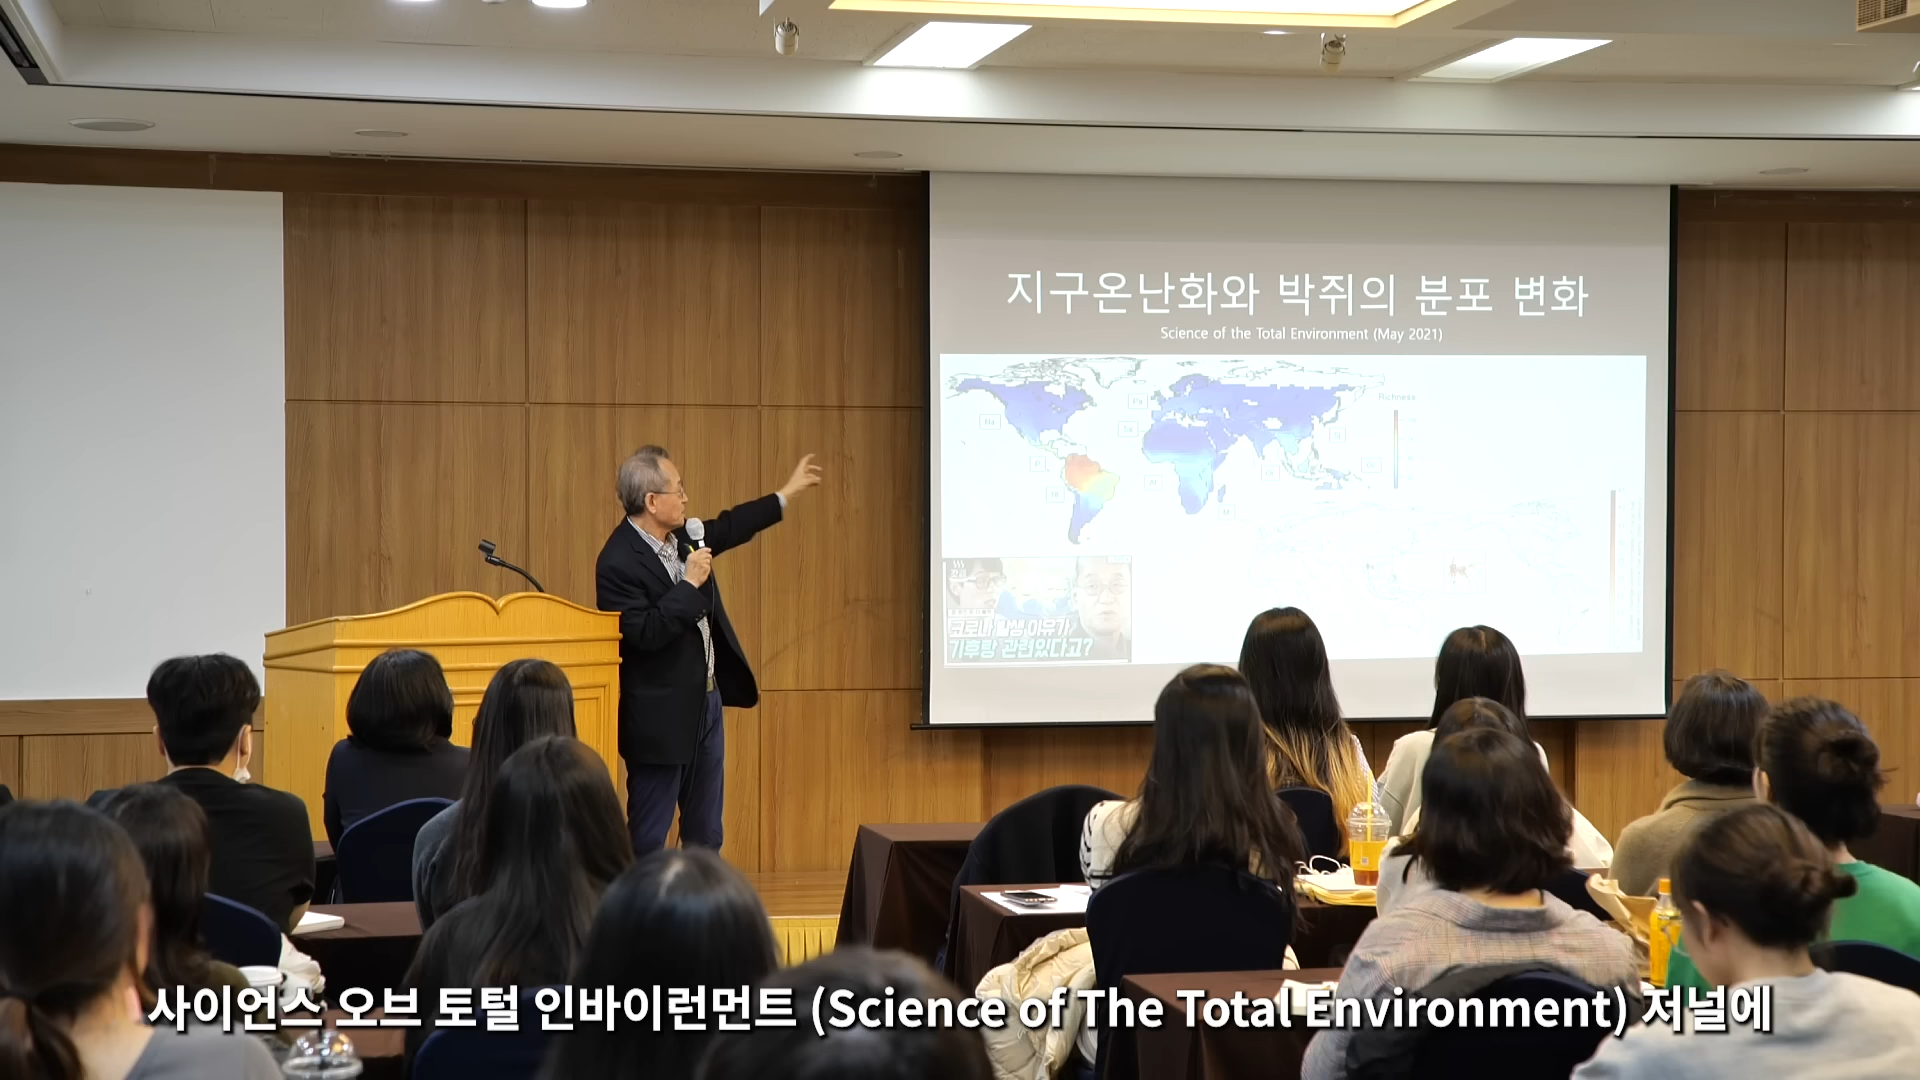 지구온난화와 박쥐의 분포 변화
Science of the Total Environment (May 2021)
Richness
Na
Pa
Sa
코로나 발생 이유가
기후랑 관련있다고?
사이언스 오브 토털 인바이런먼트 (Science of The Total Environment) 저널에